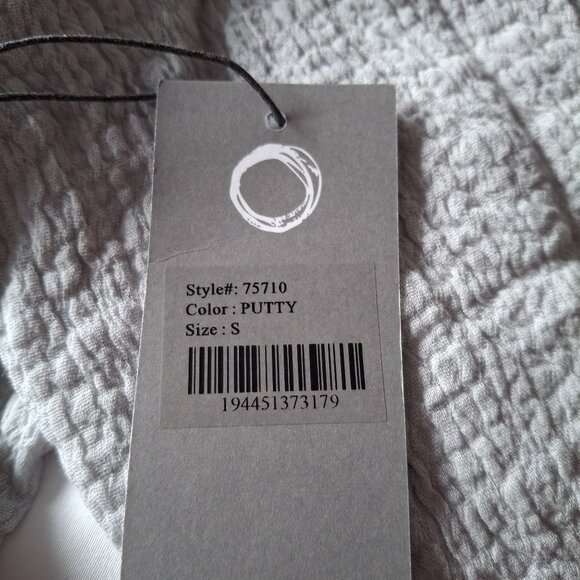 Style#: 75710
Color : PUTTY
Size : S
194451373179